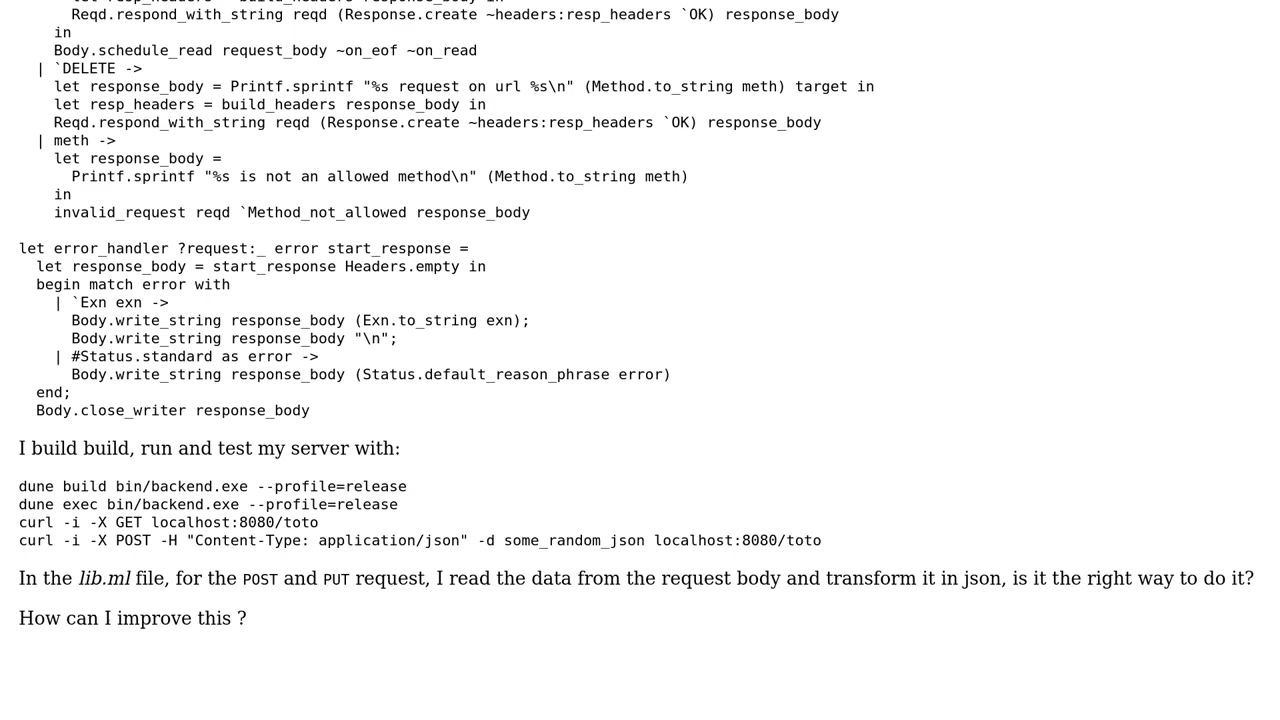 Reqd.respond_with_string reqd (Response.create ~headers:resp_headers `OK) response_body
in
Body.schedule_read request_body ~on_eof ~on_read
| `DELETE ->
let response_body = Printf.sprintf "%s request on url %s\n" (Method.to_string meth) target in
let resp_headers = build_headers response_body in
Reqd.respond_with_string reqd (Response.create ~headers:resp_headers `OK) response_body
| meth ->
let response_body =
Printf.sprintf "%s is not an allowed method\n" (Method.to_string meth)
in
invalid_request reqd `Method_not_allowed response_body
let error_handler ?request:_ error start_response =
let response_body = start_response Headers.empty in
begin match error with
| `Exn exn ->
Body.write_string response_body (Exn.to_string exn);
Body.write_string response_body "\n";
| #Status.standard as error ->
Body.write_string response_body (Status.default_reason_phrase error)
end;
Body.close_writer response_body
I build build, run and test my server with:
dune build bin/backend.exe --profile=release
dune exec bin/backend.exe --profile=release
curl -i -X GET localhost:8080/toto
curl -i -X POST -H "Content-Type: application/json" -d some_random_json localhost:8080/toto
In the lib.ml file, for the POST and PUT request, I read the data from the request body and transform it in json, is it the right way to do it?
How can I improve this ?